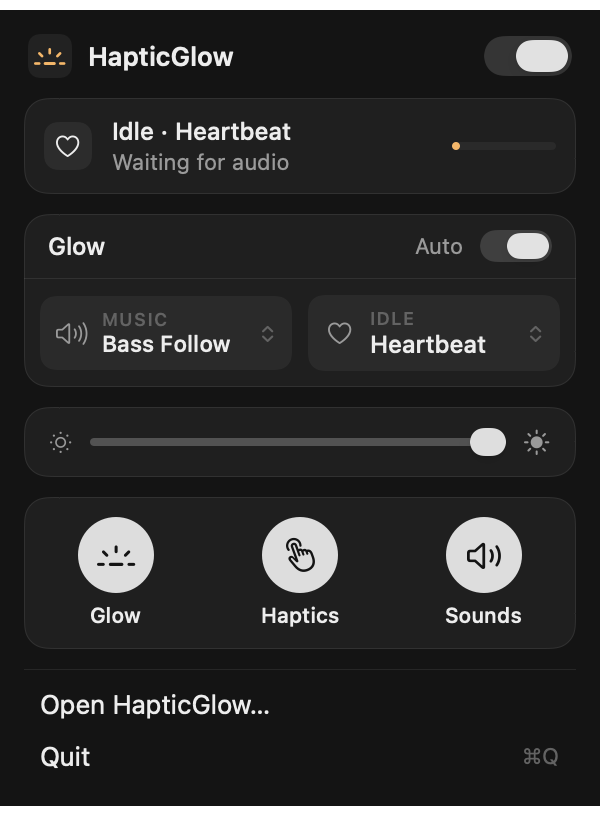 HapticGlow
Idle · Heartbeat
Waiting for audio
Glow
Auto
MUSIC
Bass Follow
IDLE
Heartbeat
Glow
Haptics
Sounds
Open HapticGlow...
Quit
⌘Q